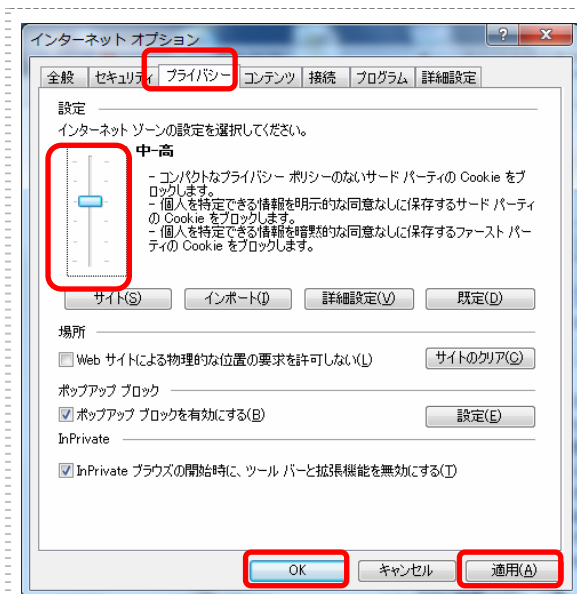 インターネット オプション
全般 セキュリティ プライバシー コンテンツ 接続 プログラム 詳細設定
設定
インターネット ゾーンの設定を選択してください。
中-高
- コンパクトなプライバシー ポリシーのないサード パーティの Cookie をブ
ロックします。
- 個人を特定できる情報を明示的な同意なしに保存するサード パーティ
の Cookie をブロックします。
- 個人を特定できる情報を暗黙的な同意なしに保存するファースト パー
ティの Cookie をブロックします。
サイト(S) インポート(I) 詳細設定(V) 既定(D)
場所
Web サイトによる物理的な位置の要求を許可しない(L) サイトのクリア(C)
ポップアップ ブロック
ポップアップ ブロックを有効にする(B) 設定(E)
InPrivate
InPrivate ブラウズの開始時に、ツール バーと拡張機能を無効にする(T)
OK キャンセル 適用(A)